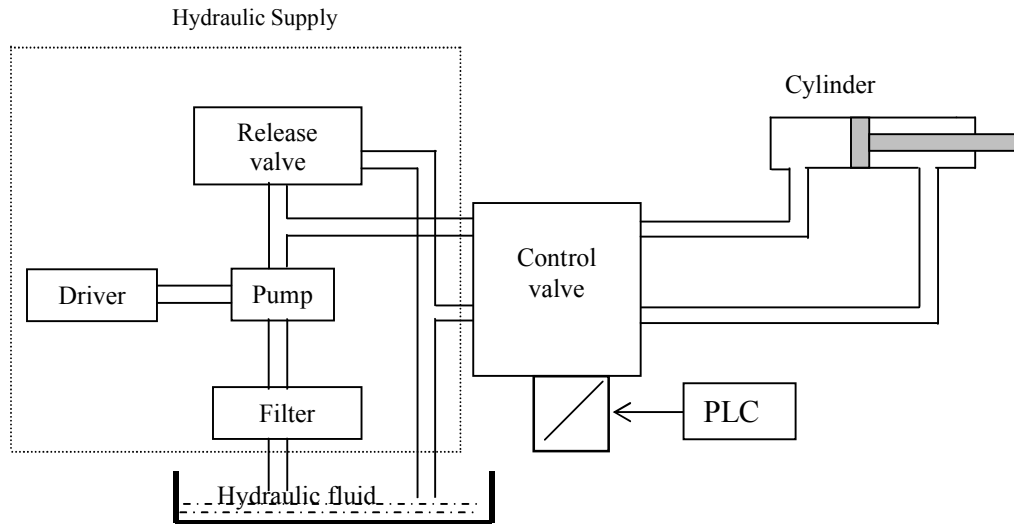 Hydraulic Supply
Cylinder
Release
valve
Control
valve
Driver
Pump
Filter
PLC
Hydraulic fluid